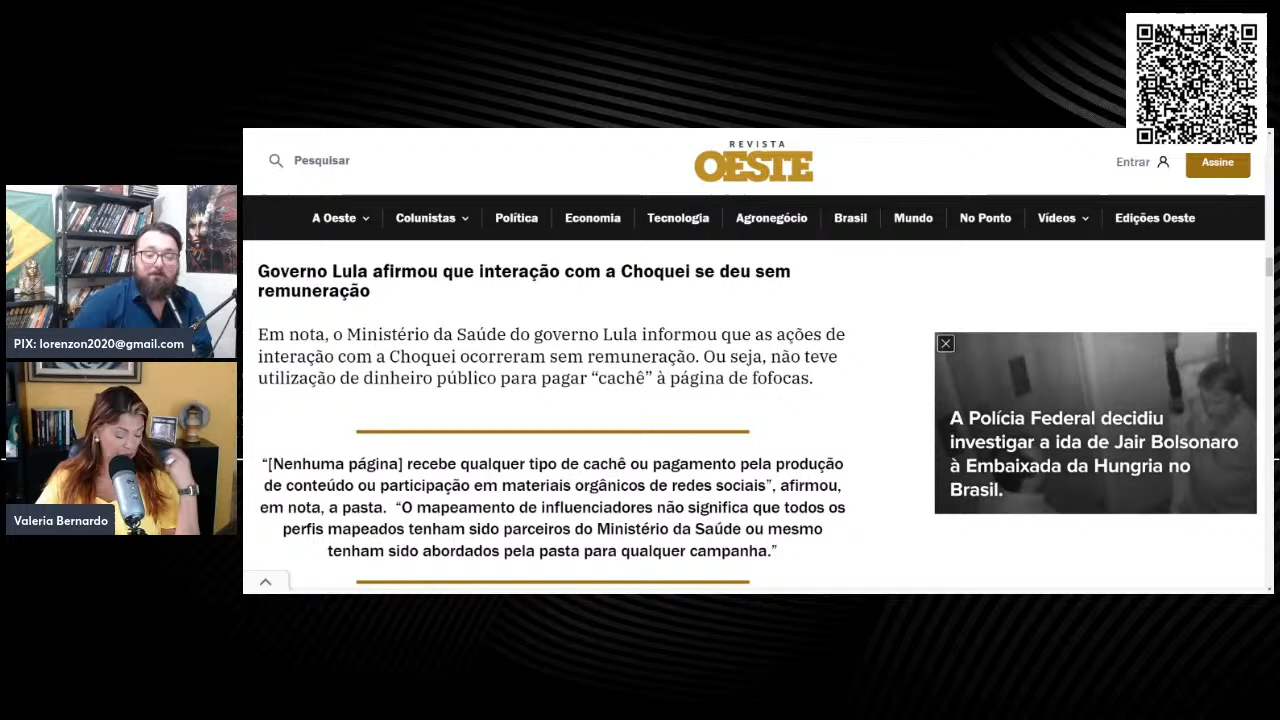 Pesquisar
REVISTA
OESTE
Entrar
Assine
A Oeste
Colunistas
Política
Economia
Tecnologia
Agronegócio
Brasil
Mundo
No Ponto
Vídeos
Edições Oeste
Governo Lula afirmou que interação com a Choquei se deu sem
remuneração
Em nota, o Ministério da Saúde do governo Lula informou que as ações de
interação com a Choquei ocorreram sem remuneração. Ou seja, não teve
utilização de dinheiro público para pagar “cachê” à página de fofocas.
“[Nenhuma página] recebe qualquer tipo de cachê ou pagamento pela produção
de conteúdo ou participação em materiais orgânicos de redes sociais”, afirmou,
em nota, a pasta. “O mapeamento de influenciadores não significa que todos os
perfis mapeados tenham sido parceiros do Ministério da Saúde ou mesmo
tenham sido abordados pela pasta para qualquer campanha.”
A Polícia Federal decidiu
investigar a ida de Jair Bolsonaro
à Embaixada da Hungria no
Brasil.
PIX: lorenzon2020@gmail.com
Valeria Bernardo